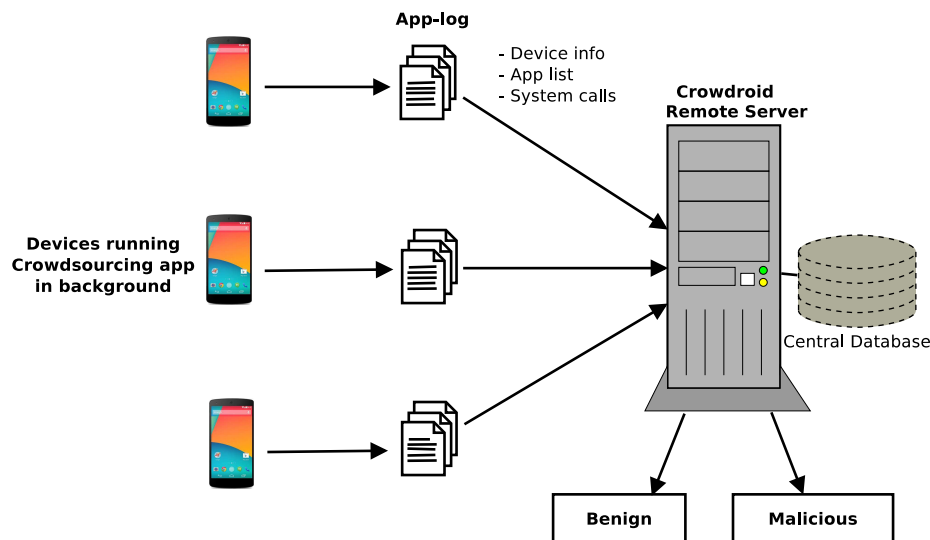 App-log
- Device info
- App list
- System calls
Crowdroid
Remote Server
Devices running
Crowdsourcing app
in background
Central Database
Benign
Malicious